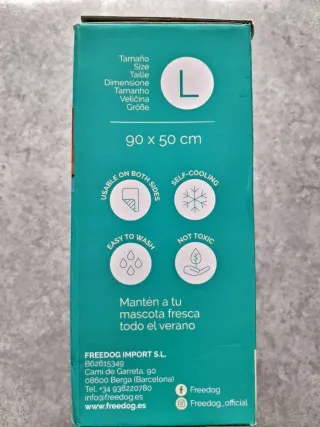 Tamaño
Size
Taille
Dimensione
Tamanho
Veličina
Größe
L
90 x 50 cm
USABLE ON BOTH SIDES
SELF-COOLING
EASY TO WASH
NOT TOXIC
Mantén a tu
mascota fresca
todo el verano
FREEDOG IMPORT S.L.
B62615349
Cami de Garreta, 90
08600 Berga (Barcelona)
Tel. +34 938220780
info@freedog.es
www.freedog.es
Freedog
Freedog_official